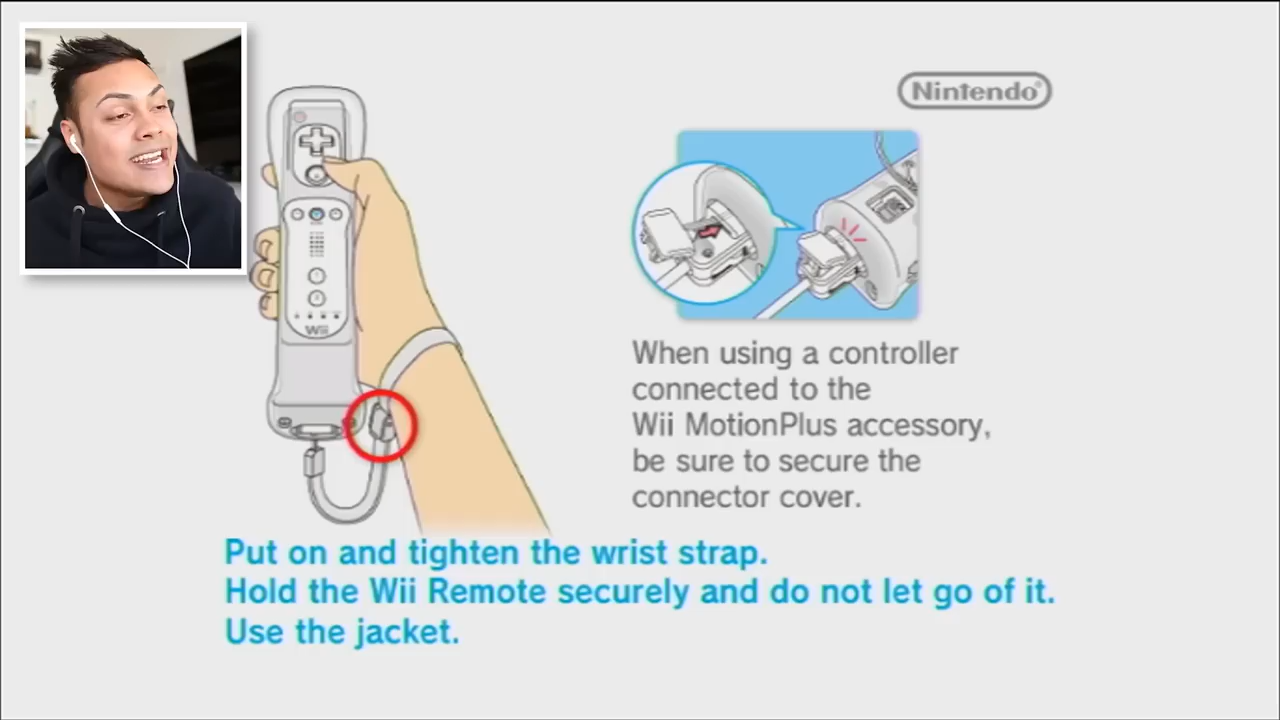 Nintendo®
Wii
When using a controller
connected to the
Wii MotionPlus accessory,
be sure to secure the
connector cover.
Put on and tighten the wrist strap.
Hold the Wii Remote securely and do not let go of it.
Use the jacket.